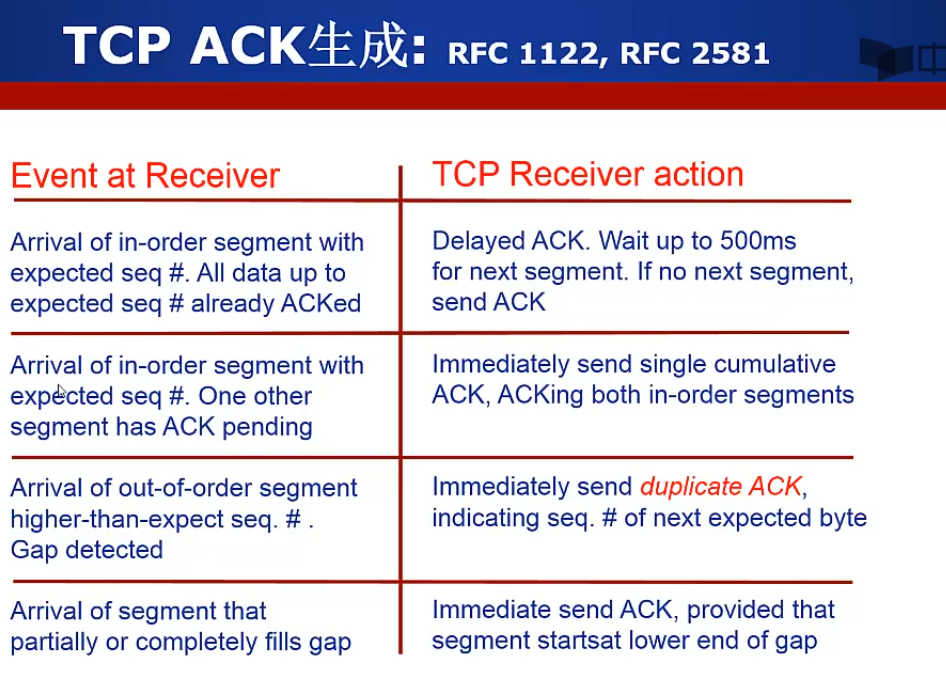 TCP ACK生成: RFC 1122, RFC 2581
中
Event at Receiver
TCP Receiver action
Arrival of in-order segment with
expected seq #. All data up to
expected seq # already ACKed
Delayed ACK. Wait up to 500ms
for next segment. If no next segment,
send ACK
Arrival of in-order segment with
expected seq #. One other
segment has ACK pending
Immediately send single cumulative
ACK, ACKing both in-order segments
Arrival of out-of-order segment
higher-than-expect seq. # .
Gap detected
Immediately send duplicate ACK,
indicating seq. # of next expected byte
Arrival of segment that
partially or completely fills gap
Immediate send ACK, provided that
segment startsat lower end of gap